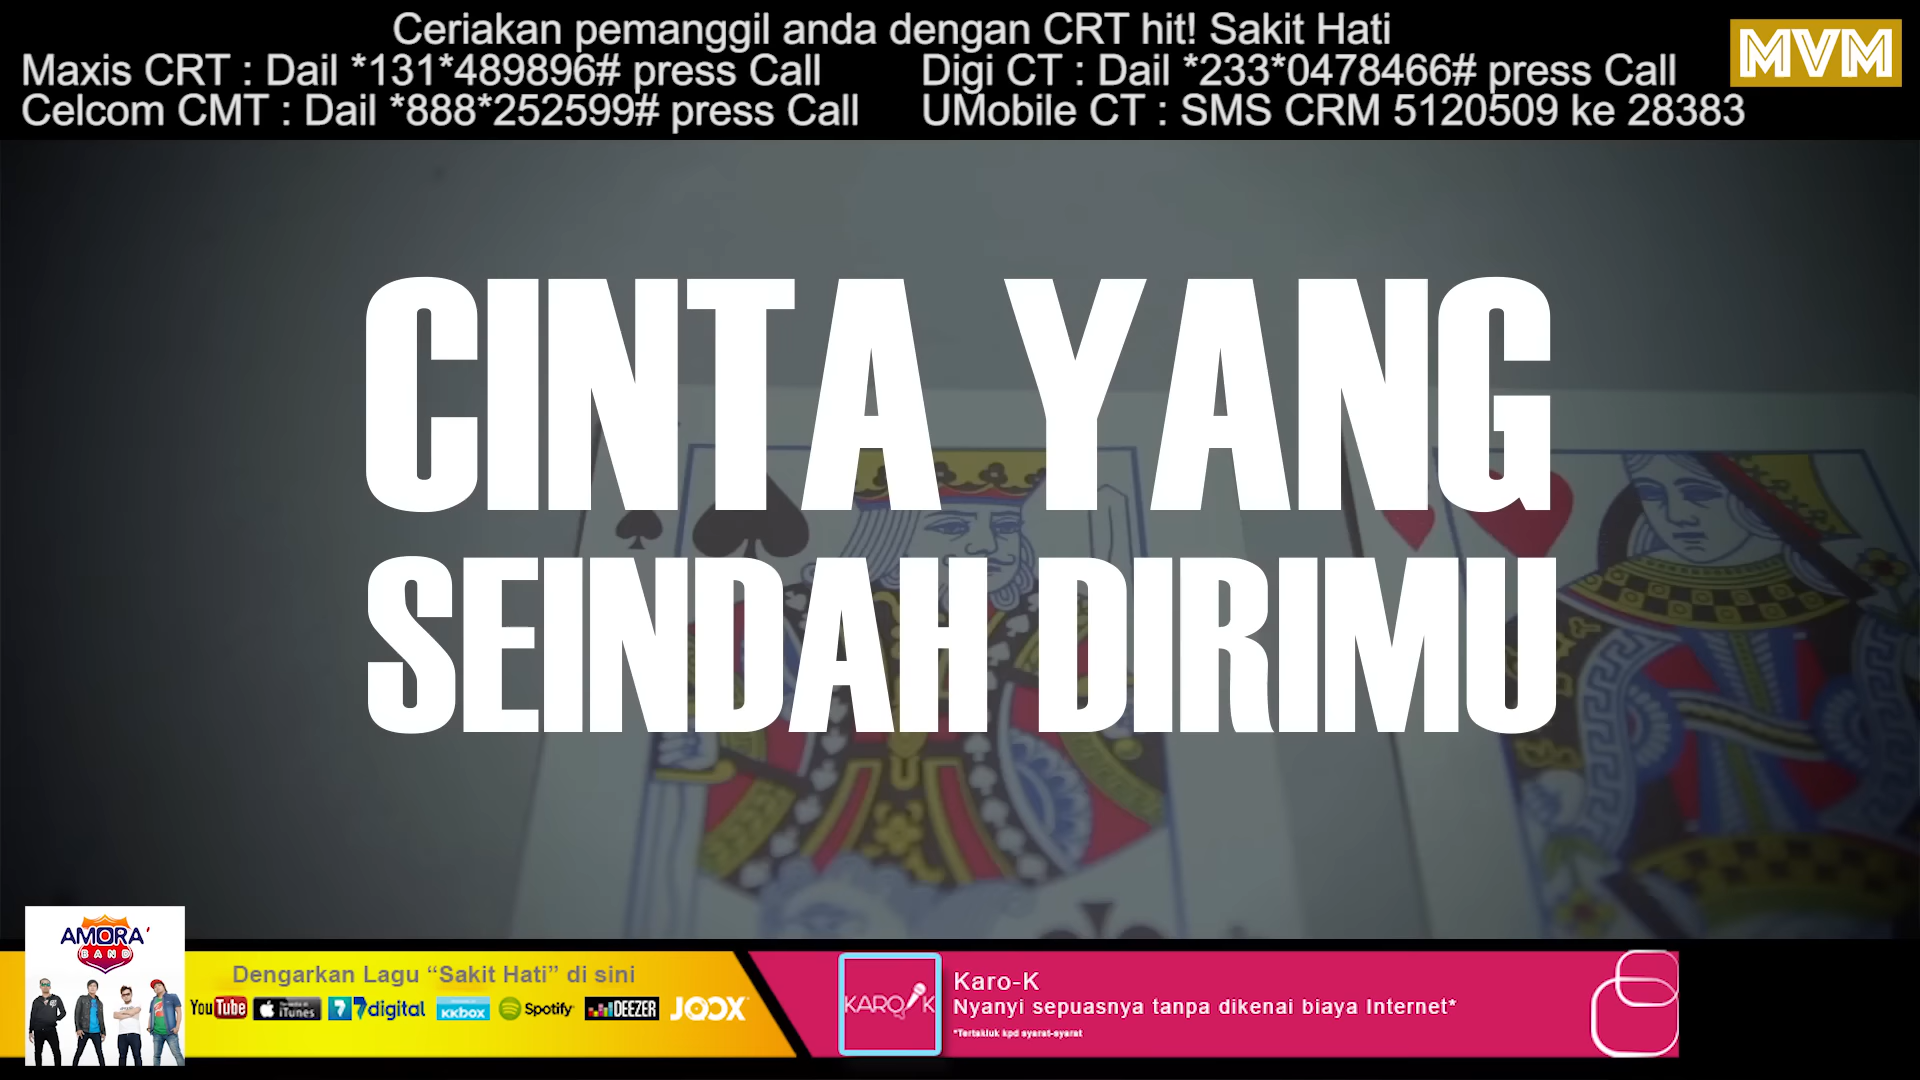 Ceriakan pemanggil anda dengan CRT hit! Sakit Hati
Maxis CRT : Dail *131*489896# press Call
Digi CT : Dail *233*0478466# press Call
Celcom CMT : Dail *888*252599# press Call
UMobile CT : SMS CRM 5120509 ke 28383
MVM
CINTA YANG
SEINDAH DIRIMU
AMORA'
BAND
Dengarkan Lagu “Sakit Hati” di sini
YouTube
iTunes
7digital
KKBOX
Spotify
DEEZER
JOOX
KARO K
Karo-K
Nyanyi sepuasnya tanpa dikenai biaya Internet*
*Tertakluk kpd syarat-syarat